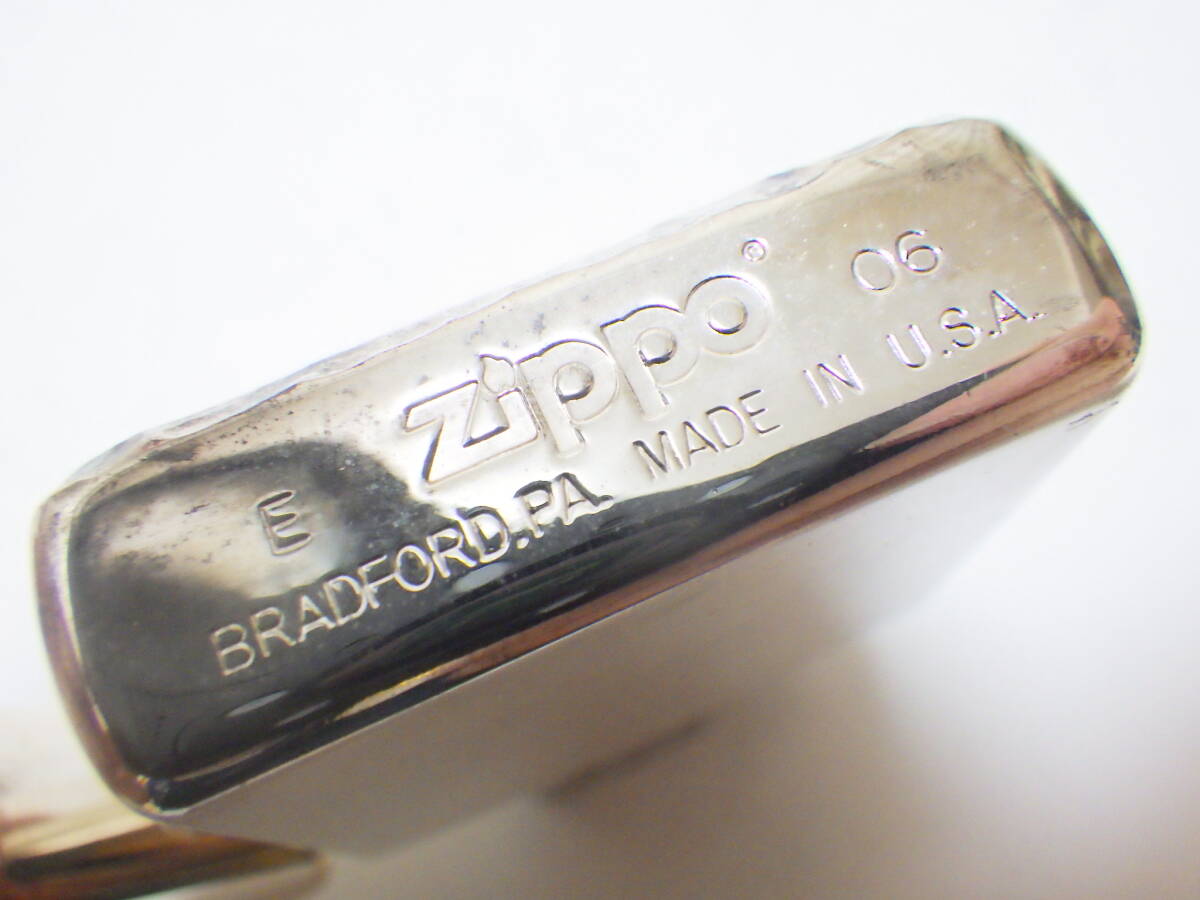 E zippo ® 06
BRADFORD.PA. MADE IN U.S.A.